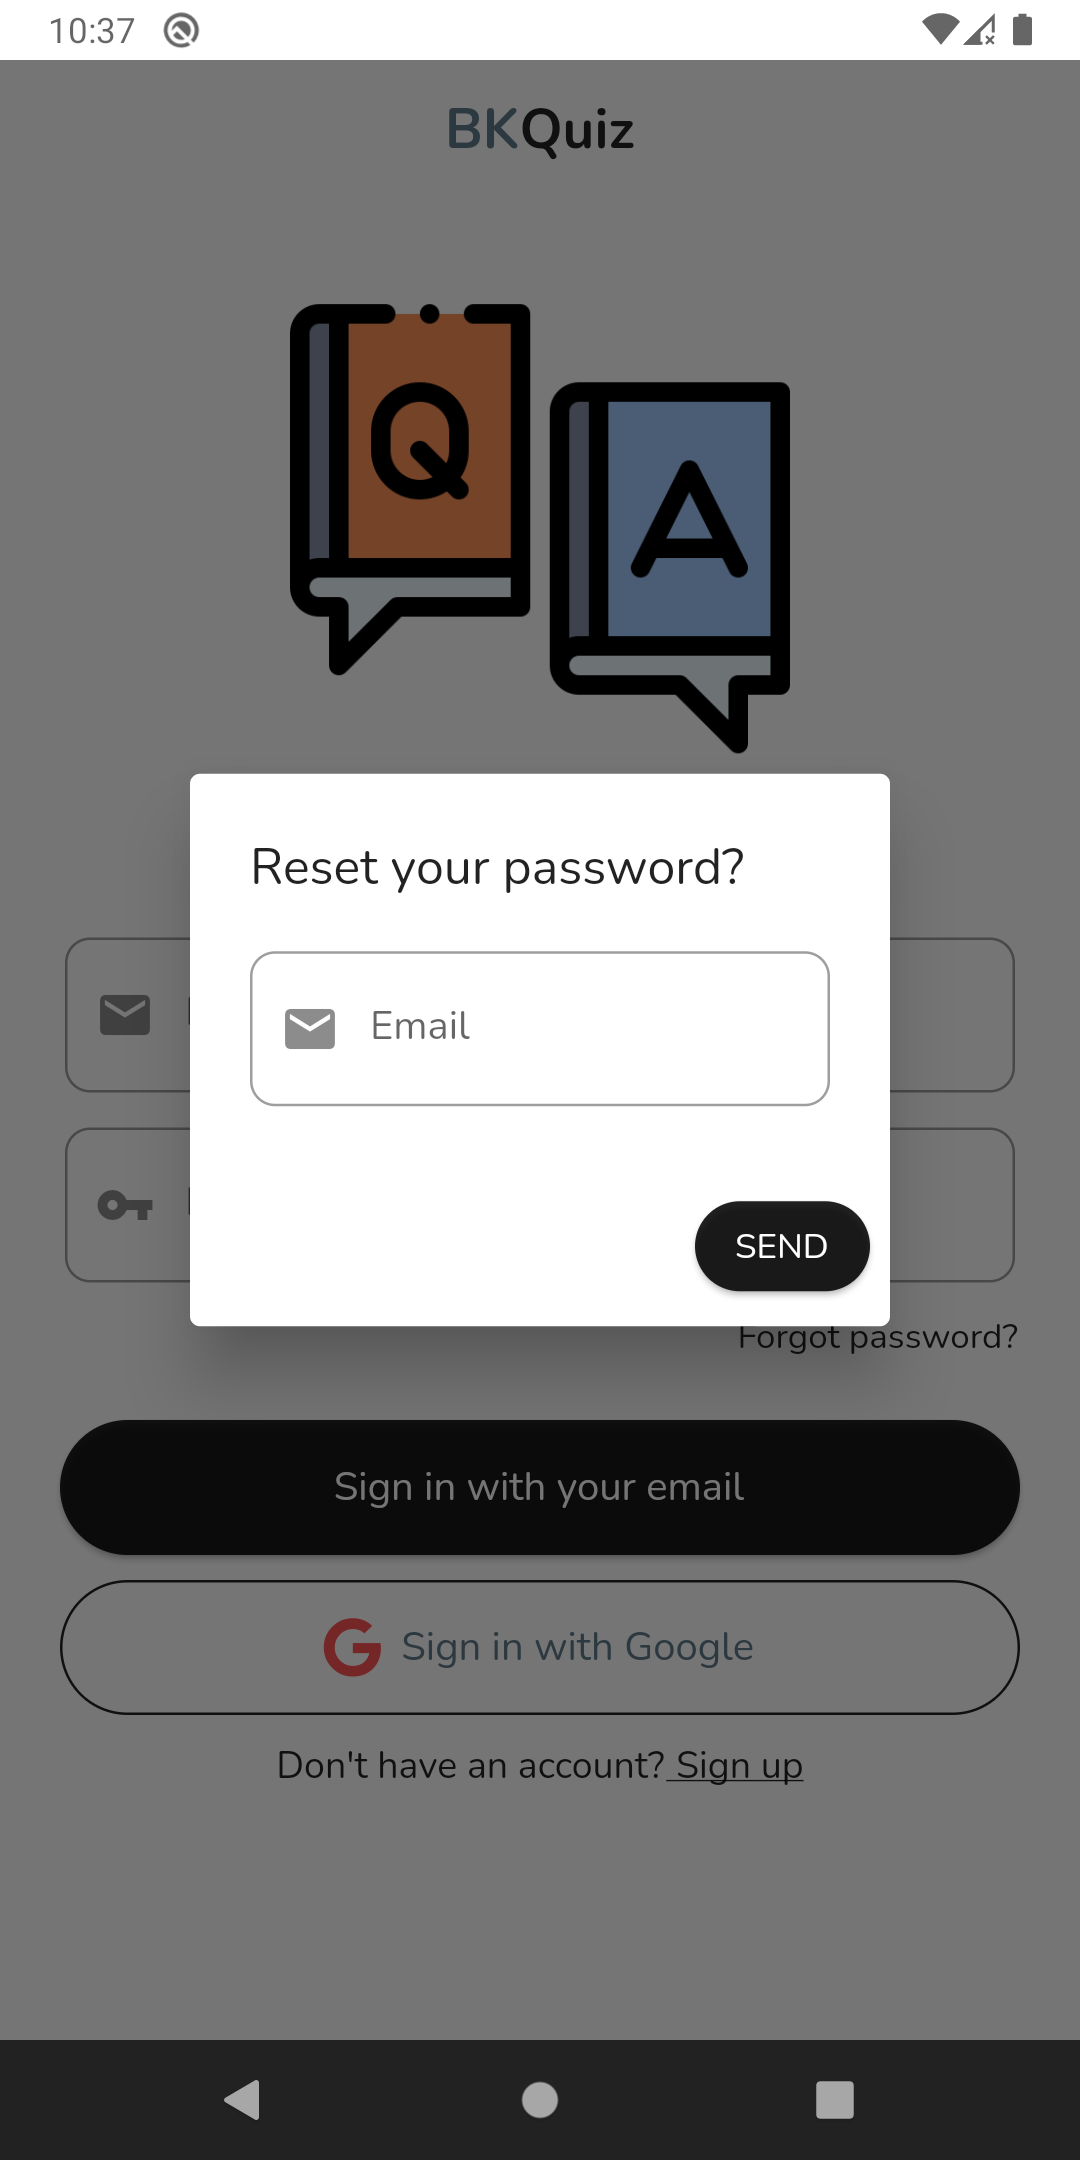 10:37
BKQuiz
Q
A
Reset your password?
Email
SEND
Forgot password?
Sign in with your email
Sign in with Google
Don't have an account? Sign up